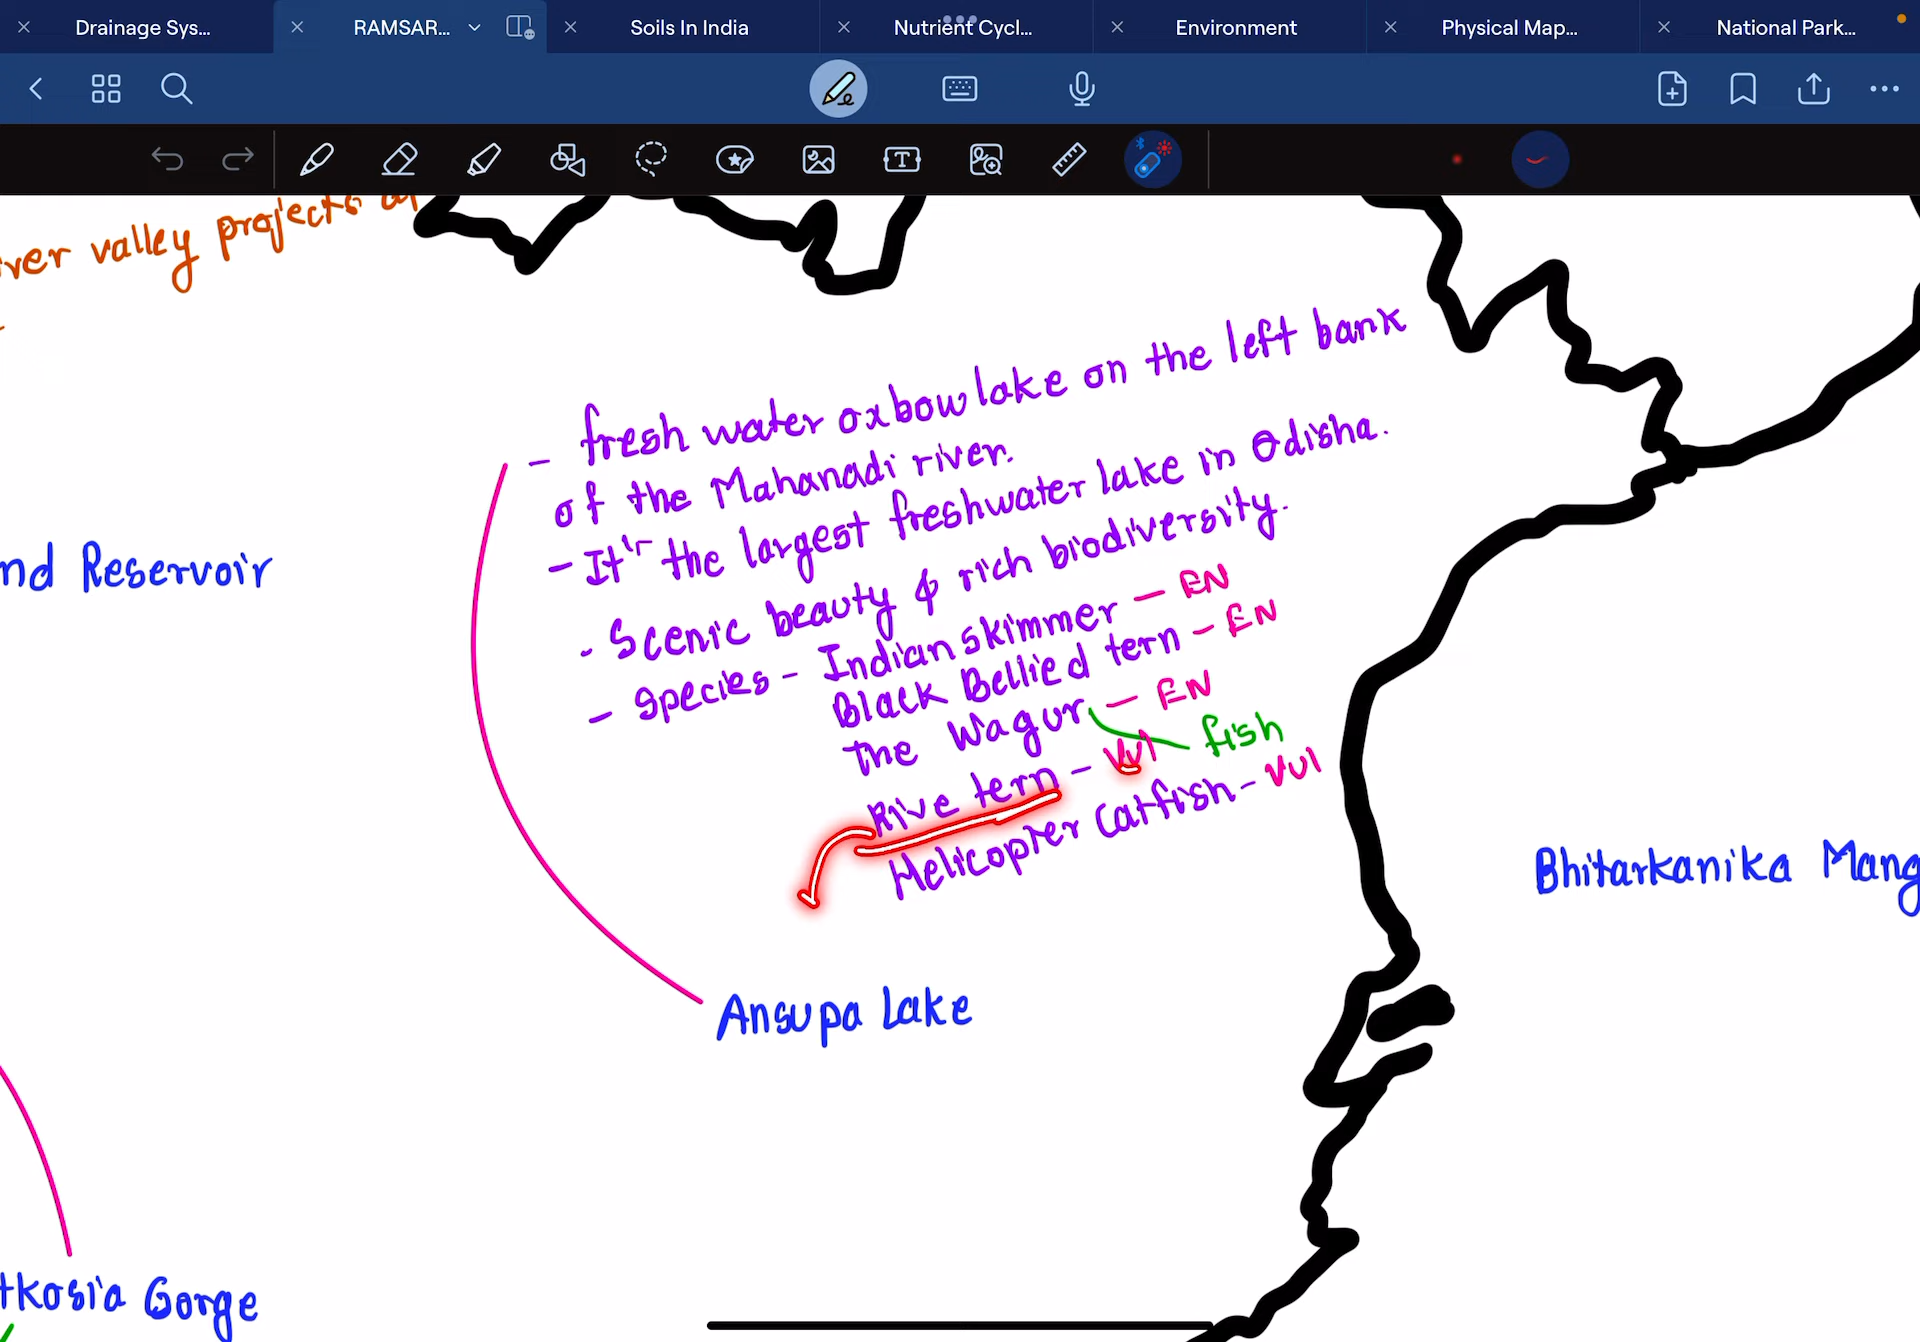 Drainage Sys...
RAMSAR...
Soils In India
Nutrient Cycl...
Environment
Physical Map...
National Park...
ver valley projects
- fresh water oxbow lake on the left bank
of the Mahanadi river.
- It's the largest freshwater lake in Odisha.
- Scenic beauty & rich biodiversity.
- Species - Indian skimmer - EN
Black Bellied tern - EN
The Wagur - EN
fish
Rive tern - Vul
Helicopter Catfish - Vul
nd Reservoir
Bhitarkanika Mang
Ansupa Lake
tkosia Gorge